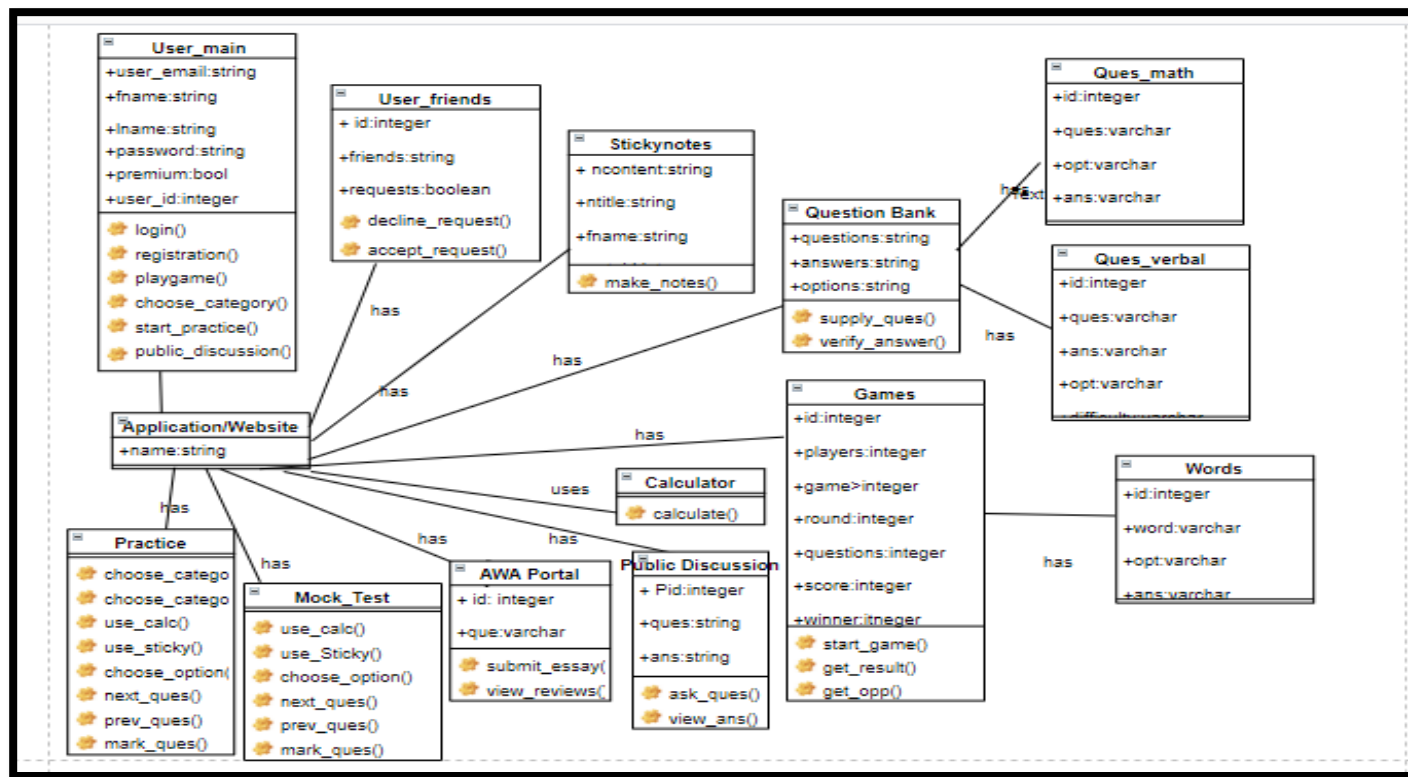 User_main
+user_email:string
+fname:string
+lname:string
+password:string
+premium:bool
+user_id:integer
login()
registration()
playgame()
choose_category()
start_practice()
public_discussion()
User_friends
+ id:integer
+friends:string
+requests:boolean
decline_request()
accept_request()
Stickynotes
+ ncontent:string
+ntitle:string
+fname:string
make_notes()
Question Bank
+questions:string
+answers:string
+options:string
supply_ques()
verify_answer()
Ques_math
+id:integer
+ques:varchar
+opt:varchar
+ans:varchar
has
Text
Ques_verbal
+id:integer
+ques:varchar
+ans:varchar
+opt:varchar
+difficulty:varchar
has
has
has
has
has
Application/Website
+name:string
Games
+id:integer
+players:integer
+game>integer
+round:integer
+questions:integer
+score:integer
+winner:itneger
start_game()
get_result()
get_opp()
Words
+id:integer
+word:varchar
+opt:varchar
+ans:varchar
has
uses
Calculator
calculate()
has
has
has
has
Practice
choose_catego
choose_catego
use_calc()
use_sticky()
choose_option(
next_ques()
prev_ques()
mark_ques()
Mock_Test
use_calc()
use_Sticky()
choose_option()
next_ques()
prev_ques()
mark_ques()
AWA Portal
+ id: integer
+que:varchar
submit_essay(
view_reviews(
Public Discussion
+ Pid:integer
+ques:string
+ans:string
ask_ques()
view_ans()